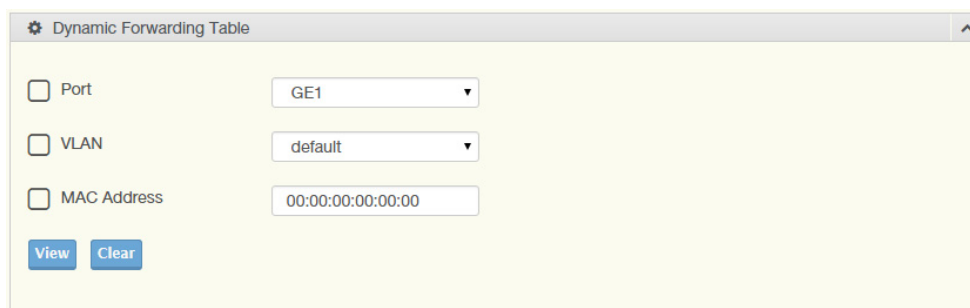 Dynamic Forwarding Table
Port GE1
VLAN default
MAC Address 00:00:00:00:00:00
View Clear